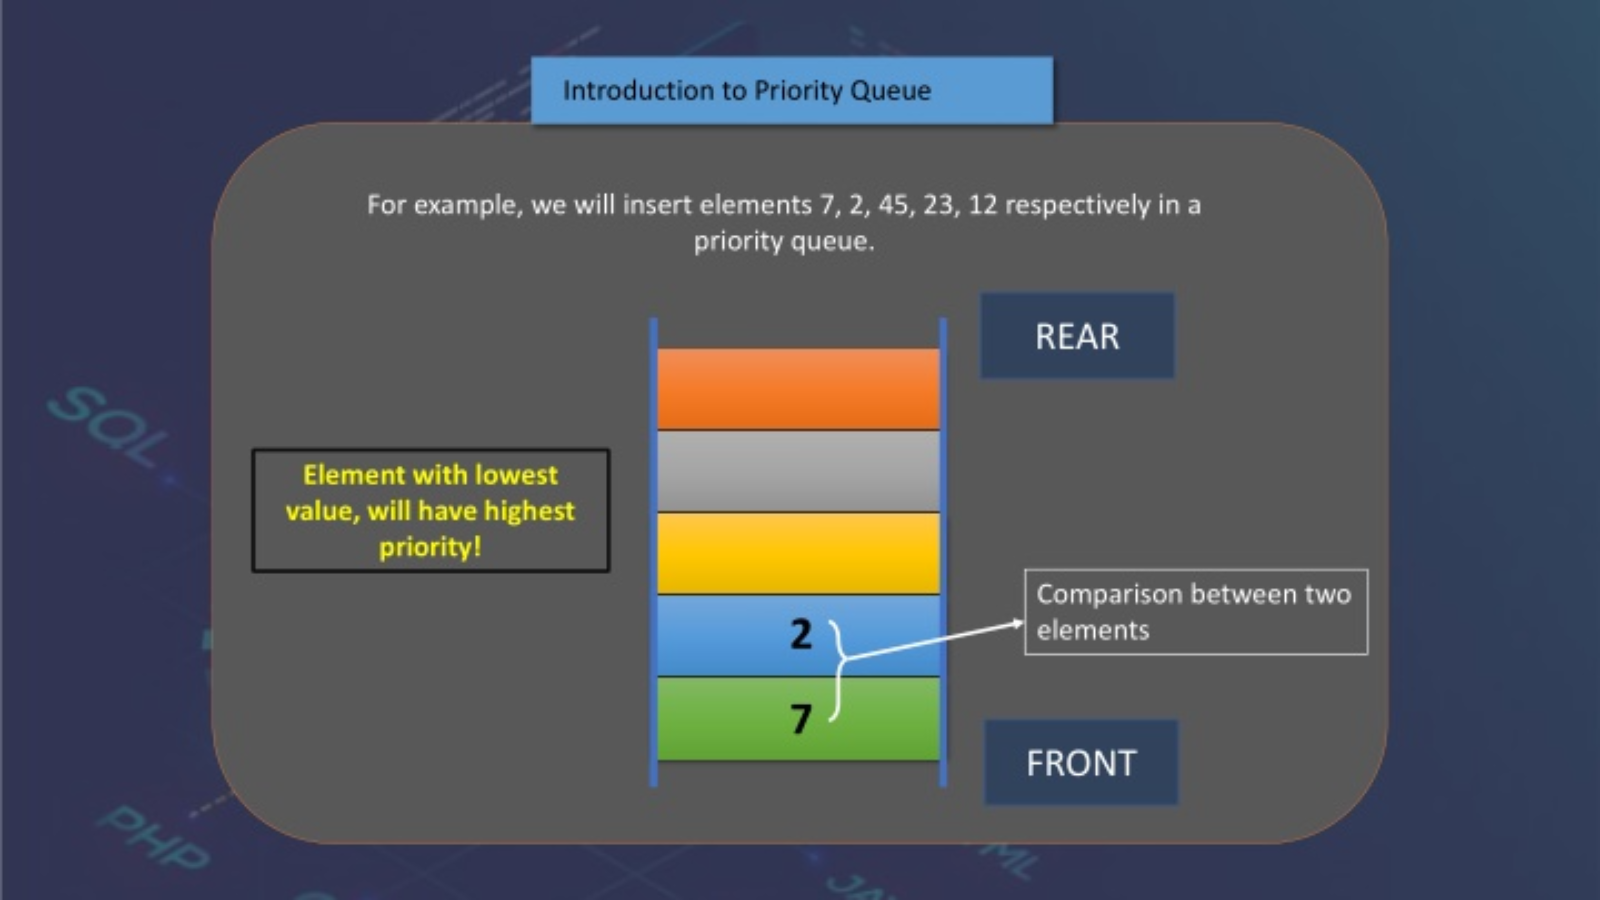 Introduction to Priority Queue
For example, we will insert elements 7, 2, 45, 23, 12 respectively in a
priority queue.
REAR
SQL
Element with lowest
value, will have highest
priority!
Comparison between two
elements
2
7
FRONT
PHP